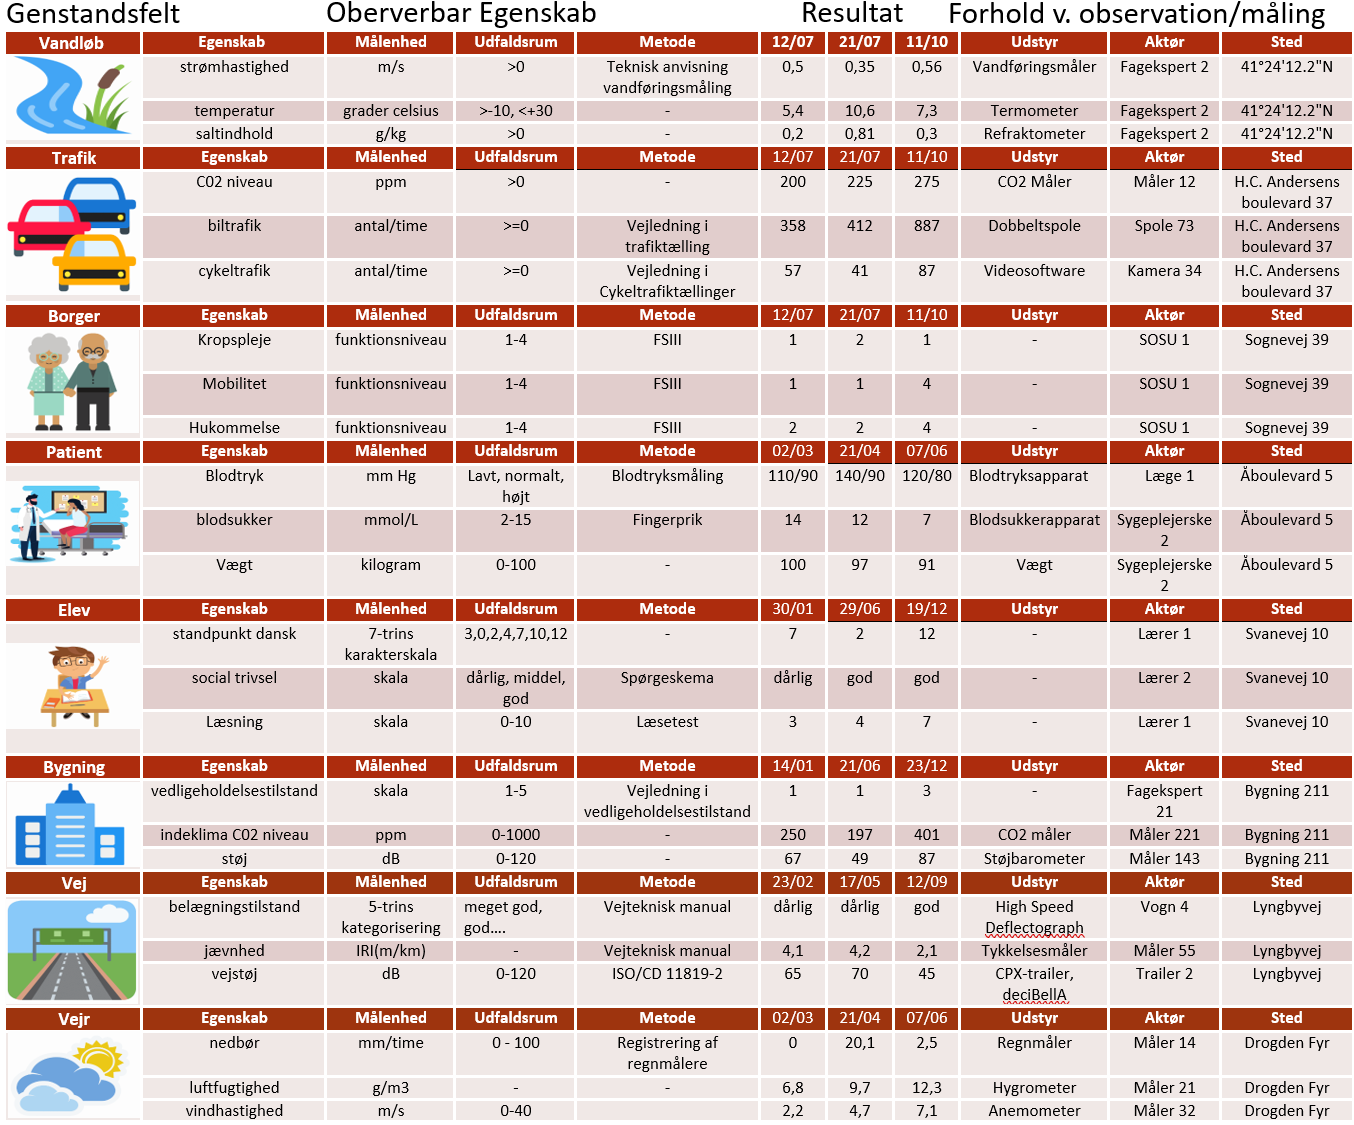 Genstandsfelt Oberverbar Egenskab Resultat Forhold v. observation/måling
Vandløb Egenskab Målenhed Udfaldsrum Metode 12/07 21/07 11/10 Udstyr Aktør Sted
strømhastighed m/s >0 Teknisk anvisning 0,5 0,35 0,56 Vandføringsmåler Fagekspert 2 41°24'12.2"N
vandføringsmåling
temperatur grader celsius >-10, <+30 - 5,4 10,6 7,3 Termometer Fagekspert 2 41°24'12.2"N
saltindhold g/kg >0 - 0,2 0,81 0,3 Refraktometer Fagekspert 2 41°24'12.2"N
Trafik Egenskab Målenhed Udfaldsrum Metode 12/07 21/07 11/10 Udstyr Aktør Sted
C02 niveau ppm >0 - 200 225 275 CO2 Måler Måler 12 H.C. Andersens
boulevard 37
biltrafik antal/time >=0 Vejledning i 358 412 887 Dobbeltspole Spole 73 H.C. Andersens
trafiktælling boulevard 37
cykeltrafik antal/time >=0 Vejledning i 57 41 87 Videosoftware Kamera 34 H.C. Andersens
Cykeltrafiktællinger boulevard 37
Borger Egenskab Målenhed Udfaldsrum Metode 12/07 21/07 11/10 Udstyr Aktør Sted
Kropspleje funktionsniveau 1-4 FSIII 1 2 1 - SOSU 1 Sognevej 39
Mobilitet funktionsniveau 1-4 FSIII 1 1 4 - SOSU 1 Sognevej 39
Hukommelse funktionsniveau 1-4 FSIII 2 2 4 - SOSU 1 Sognevej 39
Patient Egenskab Målenhed Udfaldsrum Metode 02/03 21/04 07/06 Udstyr Aktør Sted
Blodtryk mm Hg Lavt, normalt, Blodtryksmåling 110/90 140/90 120/80 Blodtryksapparat Læge 1 Åboulevard 5
højt
blodsukker mmol/L 2-15 Fingerprik 14 12 7 Blodsukkerapparat Sygeplejerske Åboulevard 5
2
Vægt kilogram 0-100 - 100 97 91 Vægt Sygeplejerske Åboulevard 5
2
Elev Egenskab Målenhed Udfaldsrum Metode 30/01 29/06 19/12 Udstyr Aktør Sted
standpunkt dansk 7-trins 3,0,2,4,7,10,12 - 7 2 12 - Lærer 1 Svanevej 10
karakterskala
social trivsel skala dårlig, middel, Spørgeskema dårlig god god - Lærer 2 Svanevej 10
god
Læsning skala 0-10 Læsetest 3 4 7 - Lærer 1 Svanevej 10
Bygning Egenskab Målenhed Udfaldsrum Metode 14/01 21/06 23/12 Udstyr Aktør Sted
vedligeholdelsestilstand skala 1-5 Vejledning i 1 1 3 - Fagekspert Bygning 211
vedligeholdelsestilstand 21
indeklima C02 niveau ppm 0-1000 - 250 197 401 CO2 måler Måler 221 Bygning 211
støj dB 0-120 - 67 49 87 Støjbarometer Måler 143 Bygning 211
Vej Egenskab Målenhed Udfaldsrum Metode 23/02 17/05 12/09 Udstyr Aktør Sted
belægningstilstand 5-trins meget god, Vejteknisk manual dårlig dårlig god High Speed Vogn 4 Lyngbyvej
kategorisering god.... Deflectograph
jævnhed IRI(m/km) - Vejteknisk manual 4,1 4,2 2,1 Tykkelsesmåler Måler 55 Lyngbyvej
vejstøj dB 0-120 ISO/CD 11819-2 65 70 45 CPX-trailer, Trailer 2 Lyngbyvej
deciBellA
Vejr Egenskab Målenhed Udfaldsrum Metode 02/03 21/04 07/06 Udstyr Aktør Sted
nedbør mm/time 0 - 100 Registrering af 0 20,1 2,5 Regnmåler Måler 14 Drogden Fyr
regnmålere
luftfugtighed g/m3 - - 6,8 9,7 12,3 Hygrometer Måler 21 Drogden Fyr
vindhastighed m/s 0-40 2,2 4,7 7,1 Anemometer Måler 32 Drogden Fyr